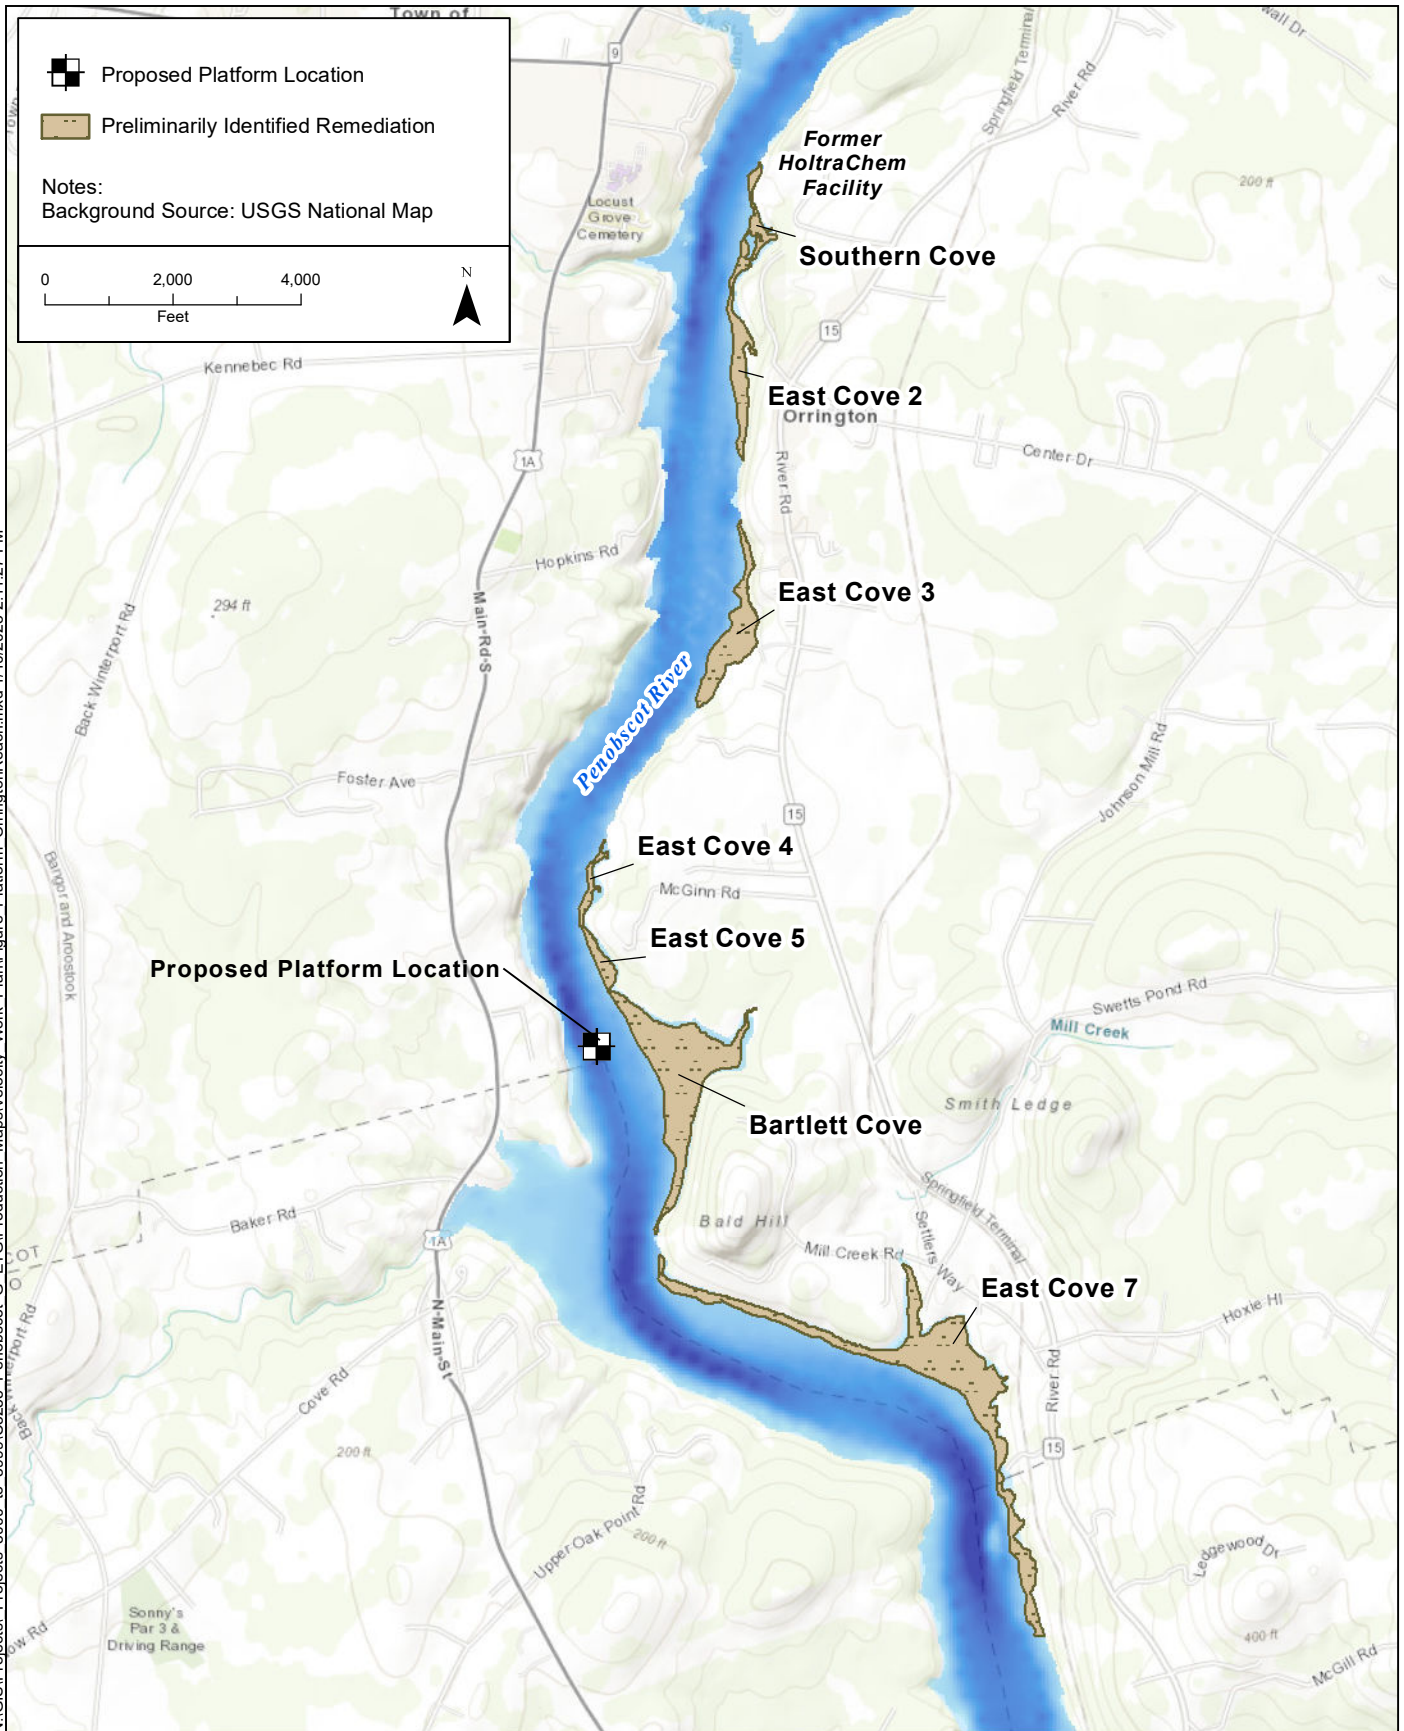 Town of
Proposed Platform Location
Preliminarily Identified Remediation
Notes:
Background Source: USGS National Map
0 2,000 4,000
Feet
N
9
wall Dr
Springfield Terminal
River Rd
Former
HoltraChem
Facility
200 ft
Locust
Grove
Cemetery
Southern Cove
15
Kennebec Rd
East Cove 2
Orrington
Center Dr
1A
River Rd
Hopkins Rd
Main-Rd-S
294 ft
East Cove 3
Back Winterport Rd
Penobscot River
Johnson Mill Rd
Foster Ave
15
East Cove 4
McGinn Rd
Bangor and Aroostook
East Cove 5
Proposed Platform Location
Swetts Pond Rd
Mill Creek
Smith Ledge
Bartlett Cove
Springfield Terminal
Baker Rd
Bald Hill
Settlers Way
1A
Mill Creek Rd
OT
O
East Cove 7
Hoxie Hl
N-Main-St
River Rd
Cove Rd
15
200 ft
Upper Oak Point Rd
200 ft
Ledgewood Dr
Sonny's
Par 3 &
Driving Range
ow Rd
400 ft
McGill Rd